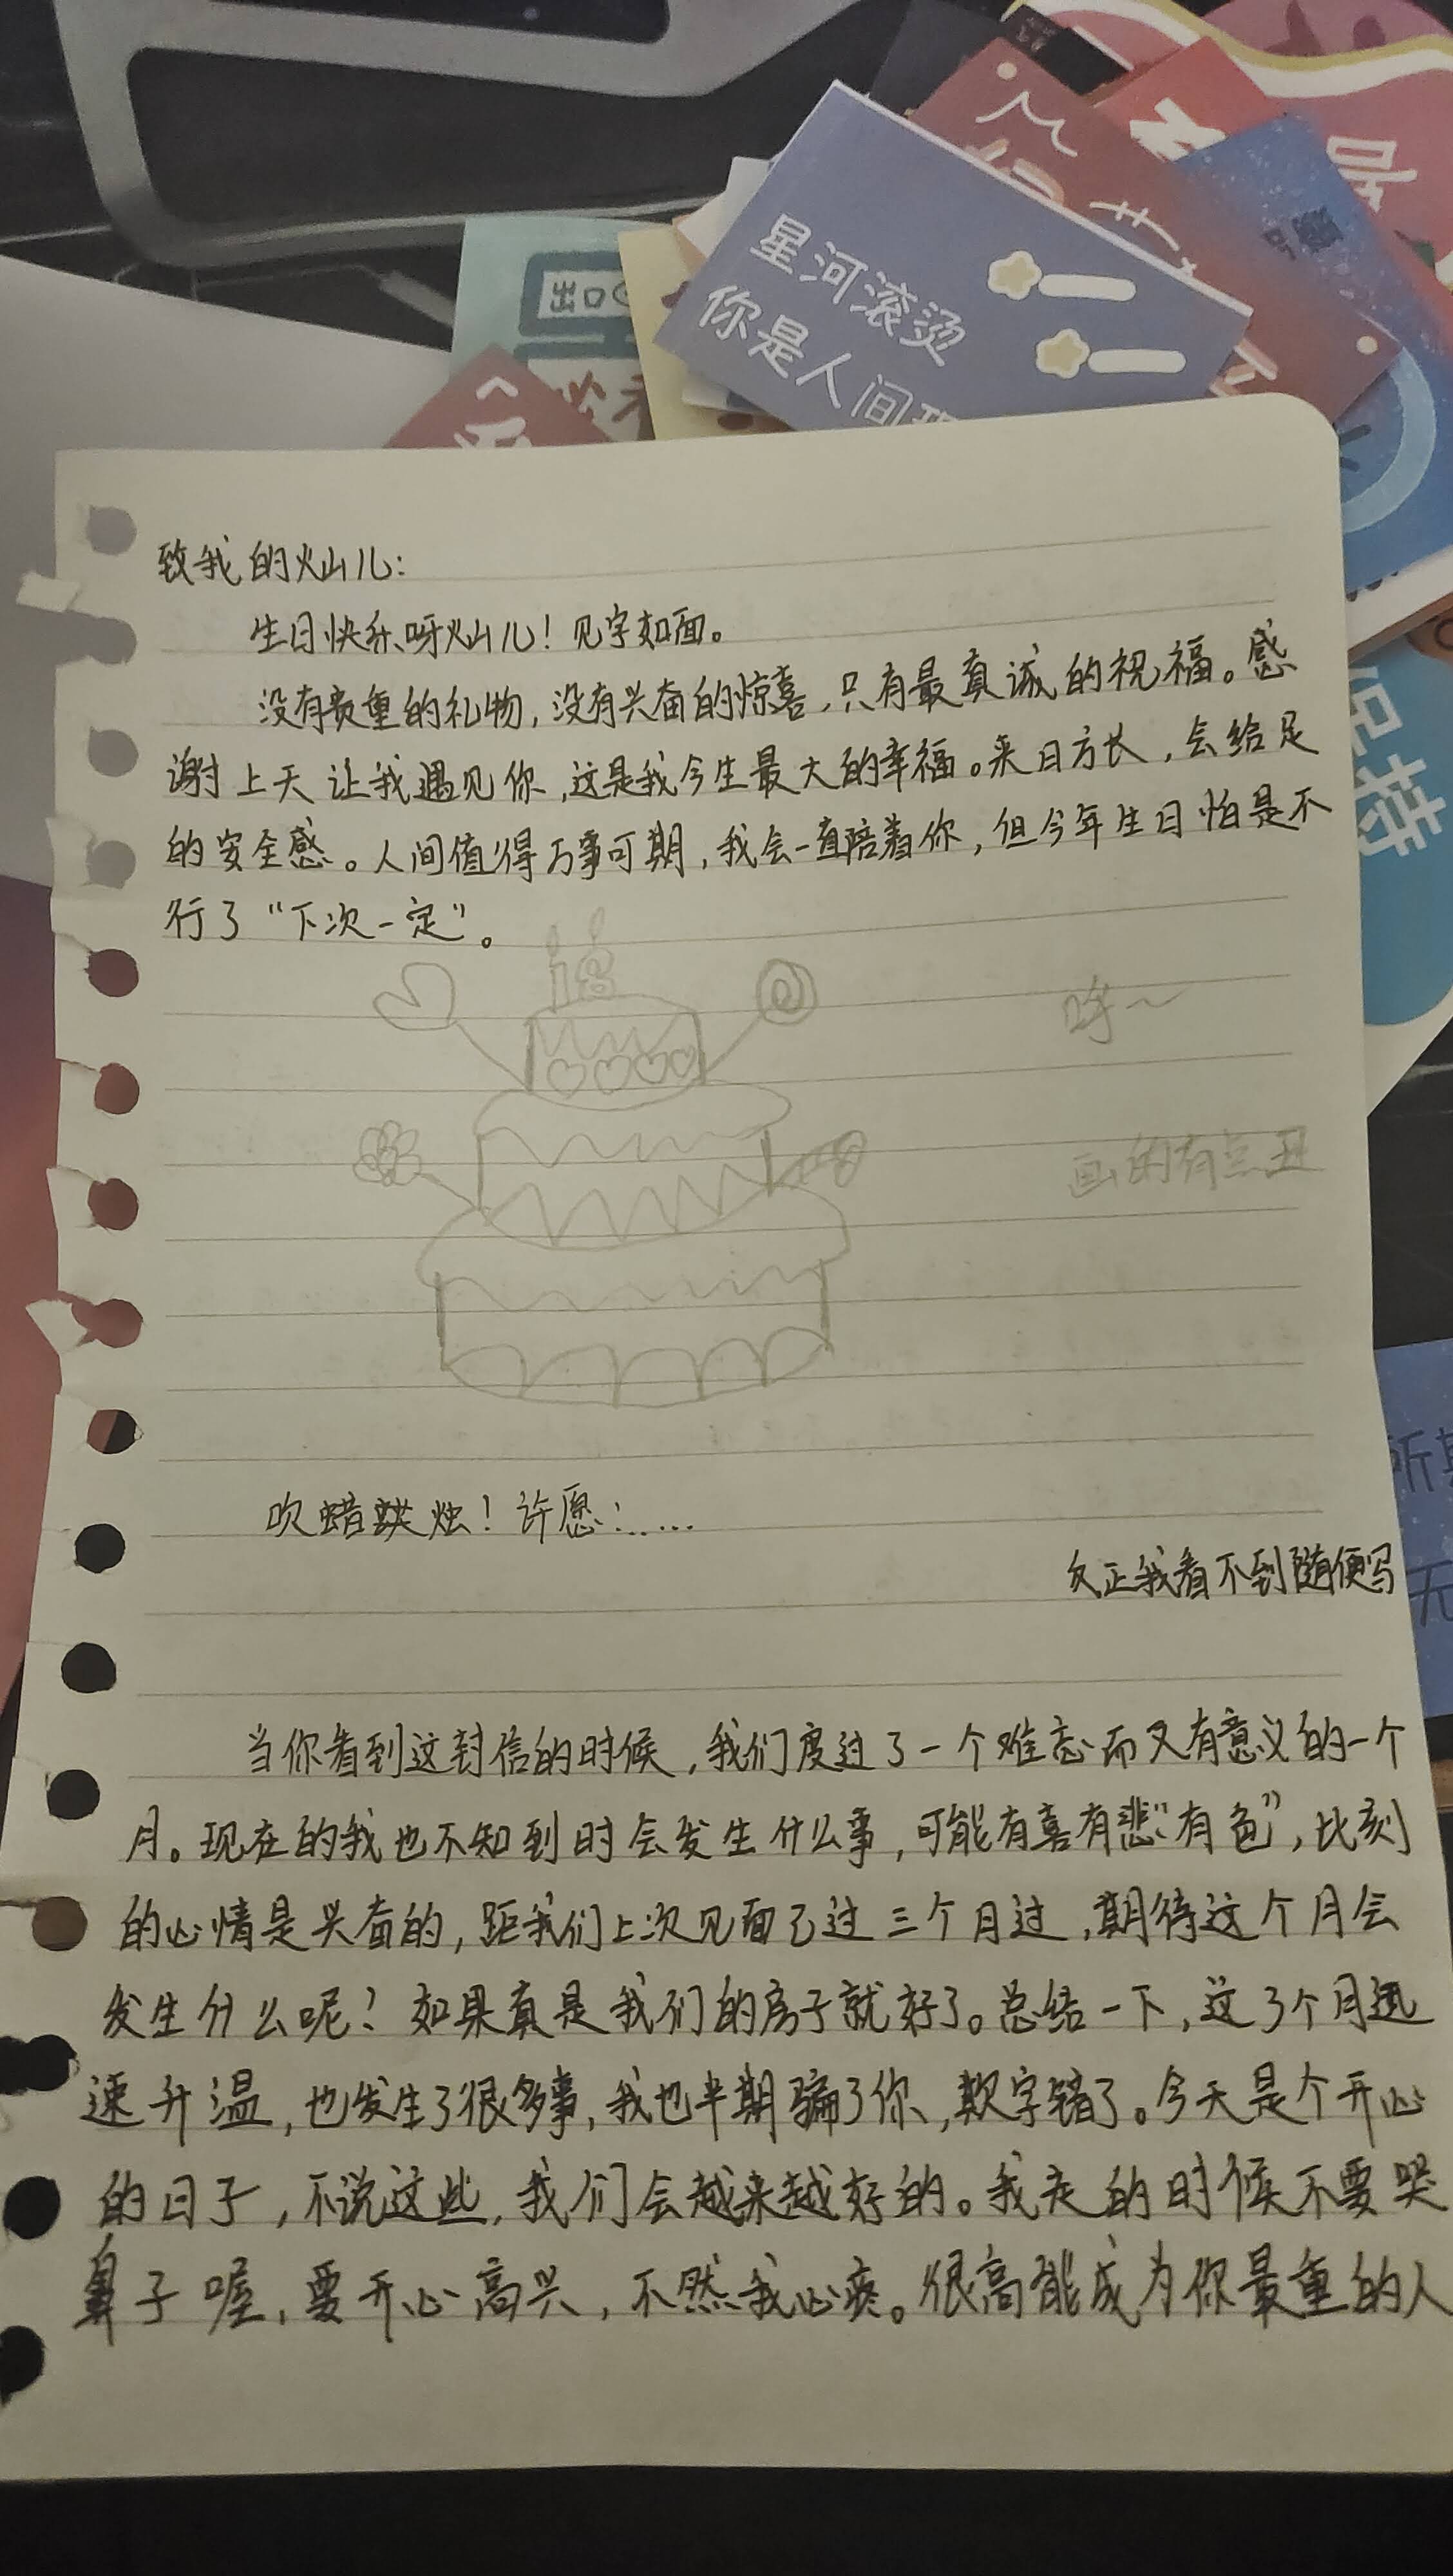 星河滚烫
你是人间
出口
保持
致我的灿儿:
生日快乐呀灿儿!见字如面。
没有贵重的礼物,没有兴奋的惊喜,只有最真诚的祝福。感
谢上天让我遇见你,这是我今生最大的幸福。来日方长,会给足
的安全感。人间值得万事可期,我会一直陪着你,但今年生日怕是不
行了“下次一定”。
18
哼~
画的有点丑
吹蜡烛!许愿:......
反正我看不到随便写
当你看到这封信的时候,我们度过了一个难忘而又有意义的一个
月。现在的我也不知到时会发生什么事,可能有喜有悲“有色”,比刻
的心情是兴奋的,距我们上次见面已过三个月过,期待这个月会
发生什么呢?如果真是我们的房子就好了。总结一下,这3个月迅
速升温,也发生了很多事,我也半期骗了你,欺字错了。今天是个开心
的日子,不说这些,我们会越来越好的。我走的时候不要哭
鼻子喔,要开心高兴,不然我心疼。很高能成为你最重的人